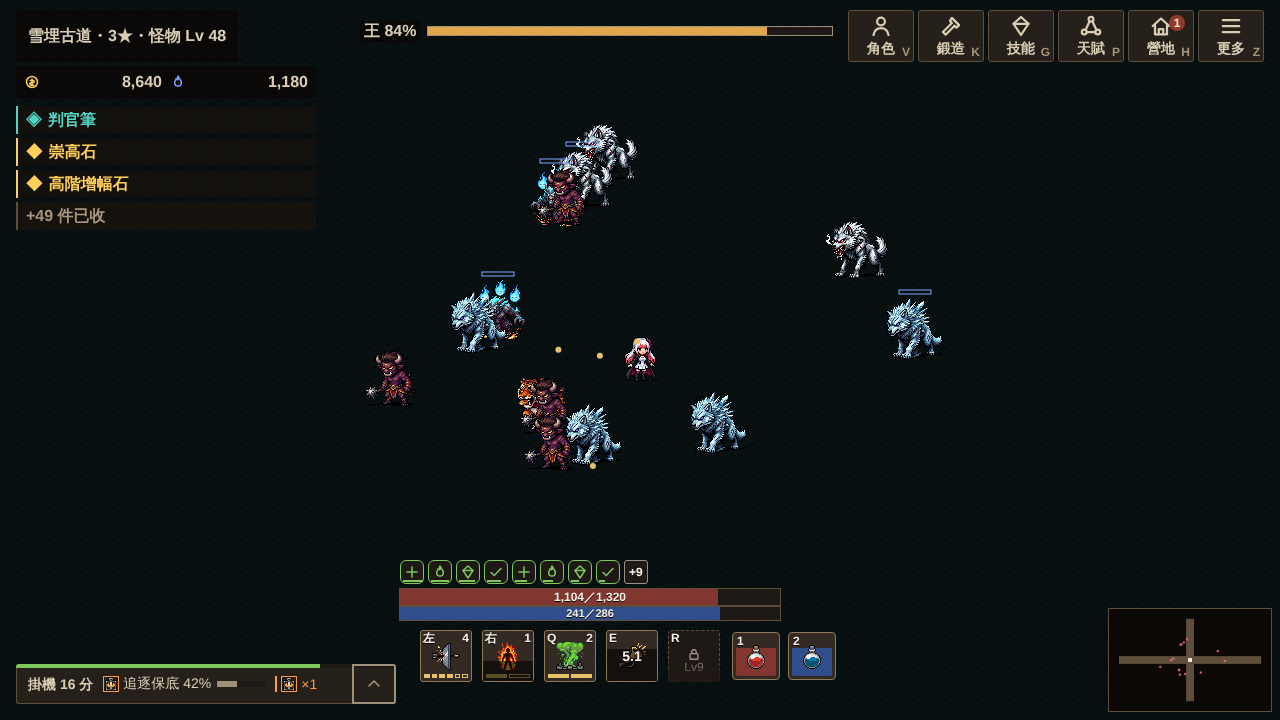 雪埋古道・3★・怪物 Lv 48
8,640 1,180
判官筆
崇高石
高階增幅石
+49 件已收
王 84%
角色 V
鍛造 K
技能 G
天賦 P
營地 H 1
更多 Z
+9
1,104／1,320
241／286
左 4
右 1
Q 2
E 5.1
R Lv9
1
2
掛機 16 分 追逐保底 42% ×1